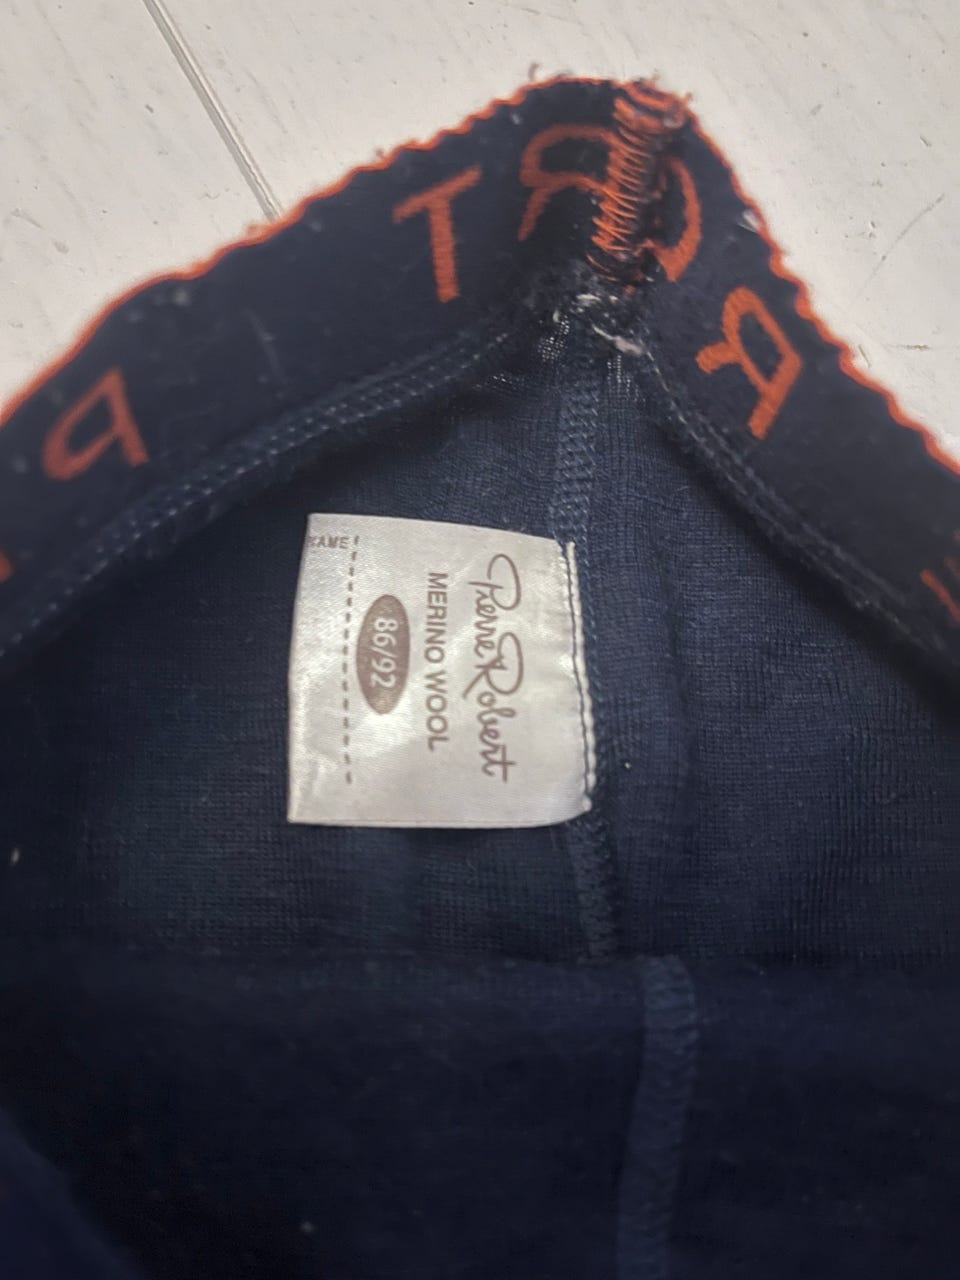 Pierre Robert
MERINO WOOL
86/92
NAME
P
T
R